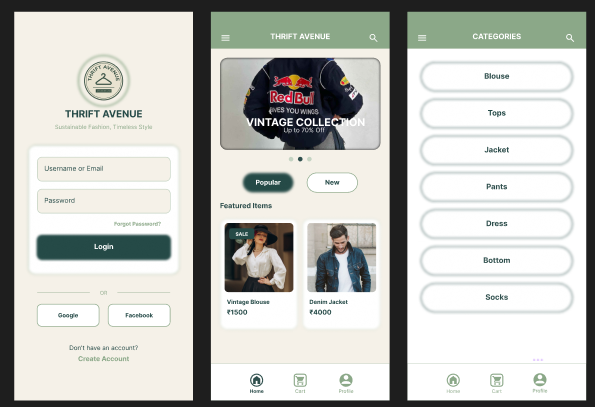 THRIFT AVENUE
THRIFT AVENUE
Sustainable Fashion, Timeless Style
Username or Email
Password
Forgot Password?
Login
OR
Google
Facebook
Don't have an account?
Create Account
THRIFT AVENUE
Red Bull
GIVES YOU WINGS
VINTAGE COLLECTION
Up to 70% Off
Popular
New
Featured Items
SALE
Vintage Blouse
₹1500
Denim Jacket
₹4000
Home
Cart
Profile
CATEGORIES
Blouse
Tops
Jacket
Pants
Dress
Bottom
Socks
Home
Cart
Profile